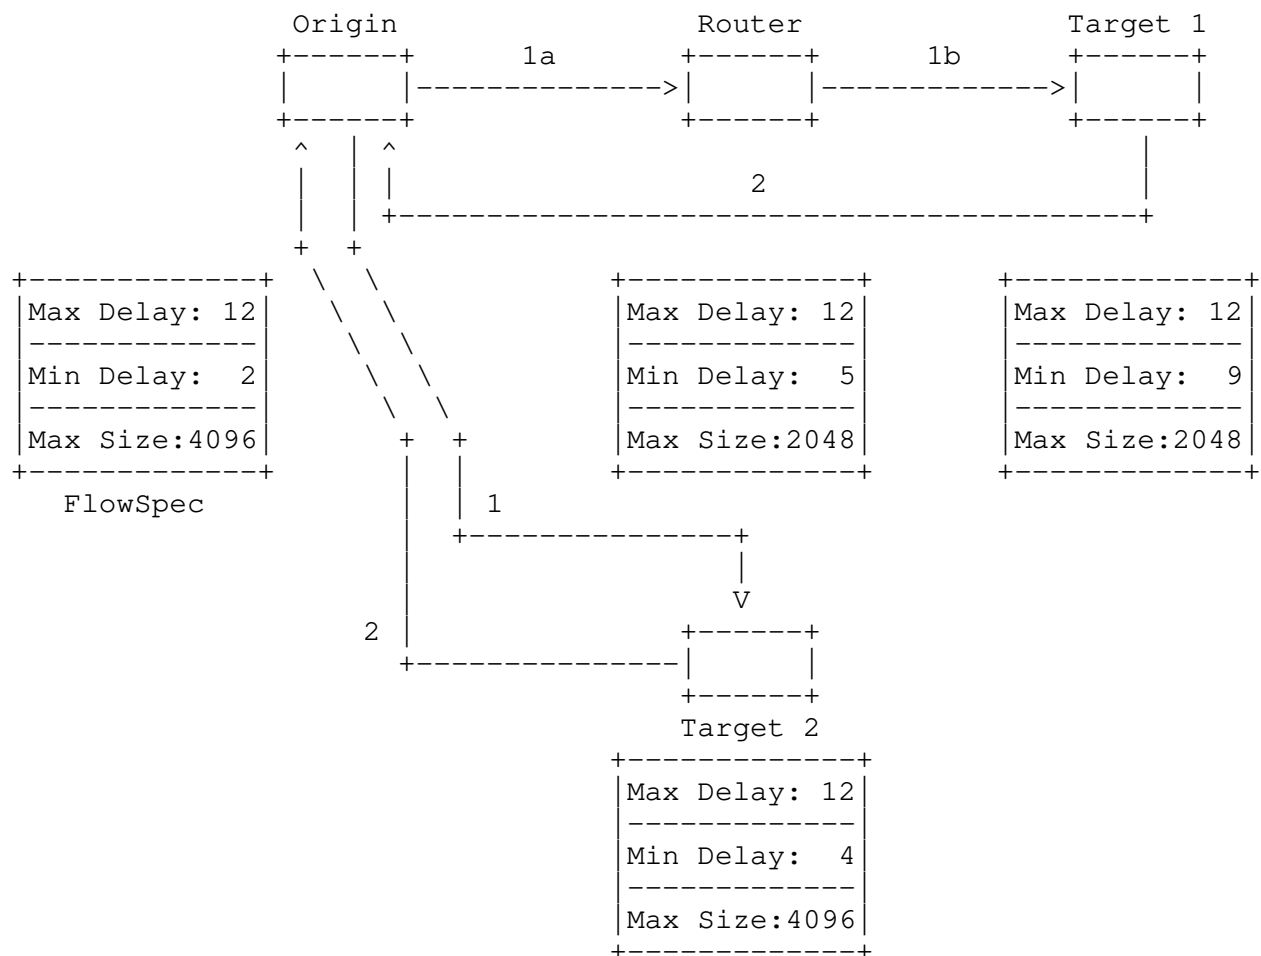 Origin Router Target 1
1a 1b
2
Max Delay: 12 Max Delay: 12 Max Delay: 12
Min Delay: 2 Min Delay: 5 Min Delay: 9
Max Size:4096 Max Size:2048 Max Size:2048
FlowSpec 1
2
Target 2
Max Delay: 12
Min Delay: 4
Max Size:4096